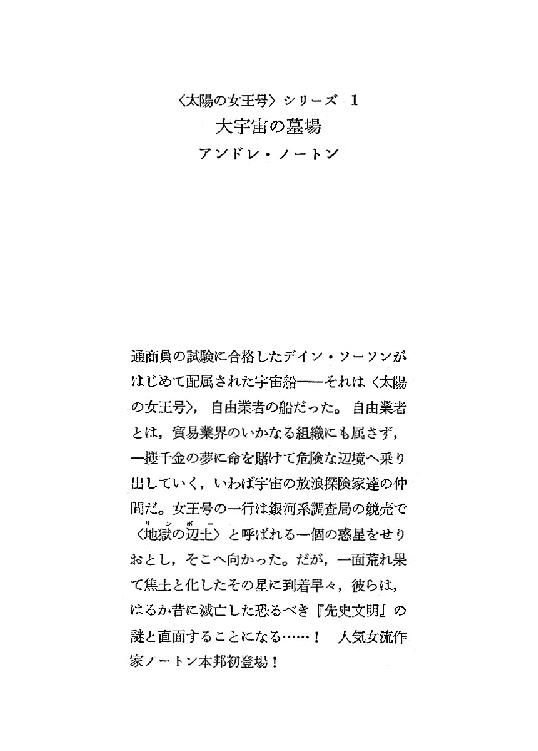 〈太陽の女王号〉シリーズ 1
大宇宙の墓場
アンドレ・ノートン
通商員の試験に合格したデイン・ソーソンが
はじめて配属された宇宙船――それは〈太陽
の女王号〉，自由業者の船だった。自由業者
とは，貿易業界のいかなる組織にも属さず，
一攫千金の夢に命を賭けて危険な辺境へ乗り
出していく，いわば宇宙の放浪探険家達の仲
間だ。女王号の一行は銀河系調査局の競売で
リンボー
〈地獄の辺土〉と呼ばれる一個の惑星をせり
おとし，そこへ向かった。だが，一面荒れ果
て焦土と化したその星に到着早々，彼らは，
はるか昔に滅亡した恐るべき『先史文明』の
謎と直面することになる……！　人気女流作
家ノートン本邦初登場！